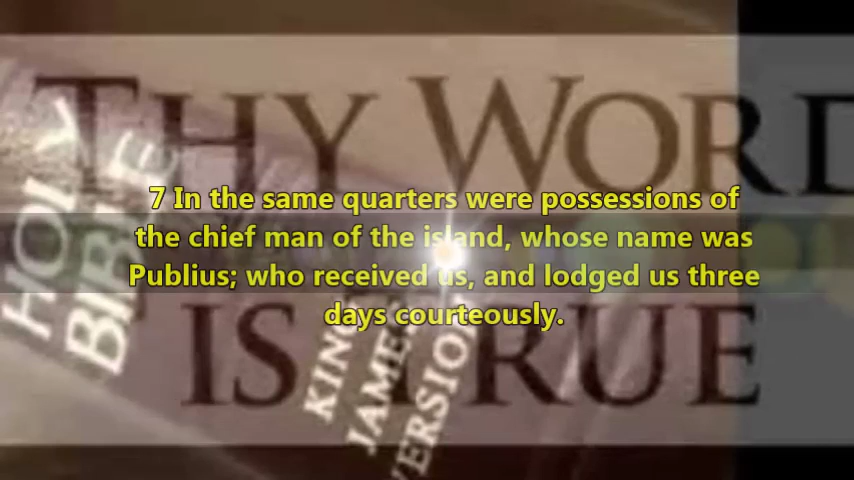 THY WORD
IS TRUE
HOLY
BIBLE
KING
JAMES
VERSION
7 In the same quarters were possessions of
the chief man of the island, whose name was
Publius; who received us, and lodged us three
days courteously.